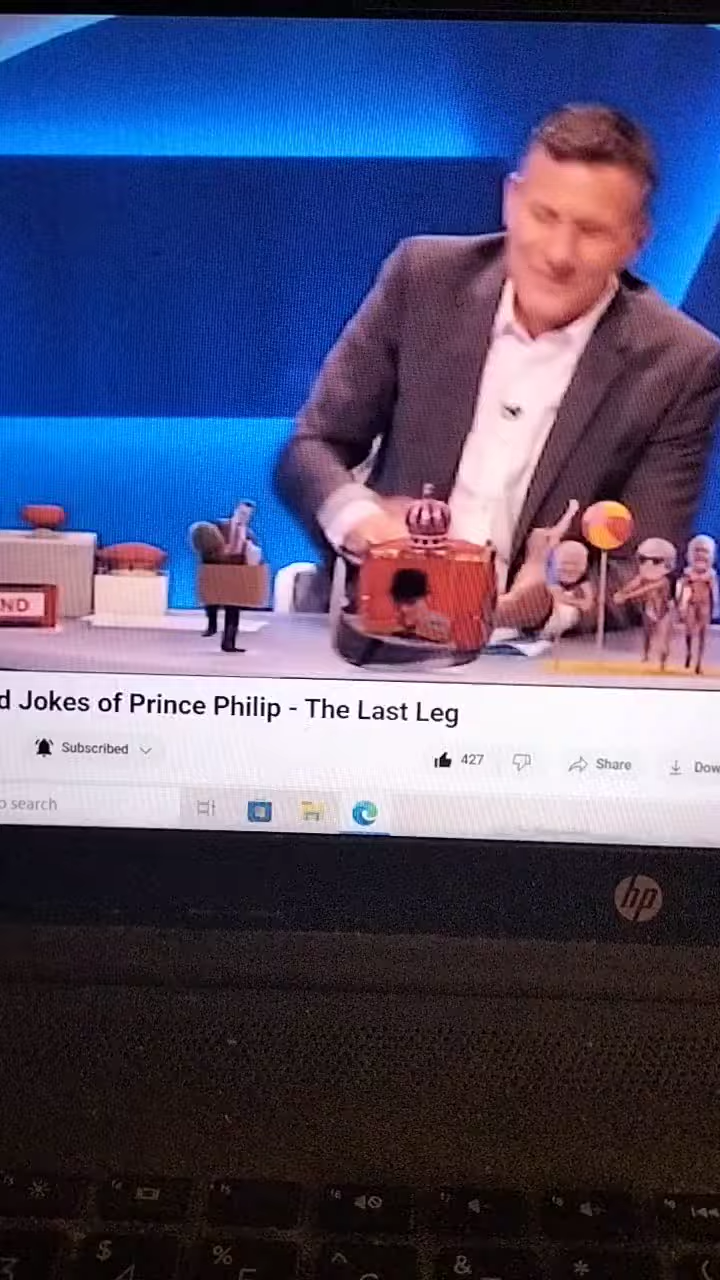 ND
d Jokes of Prince Philip - The Last Leg
Subscribed
427
Share
Dow
o search
hp
$
%
^
&
*
(